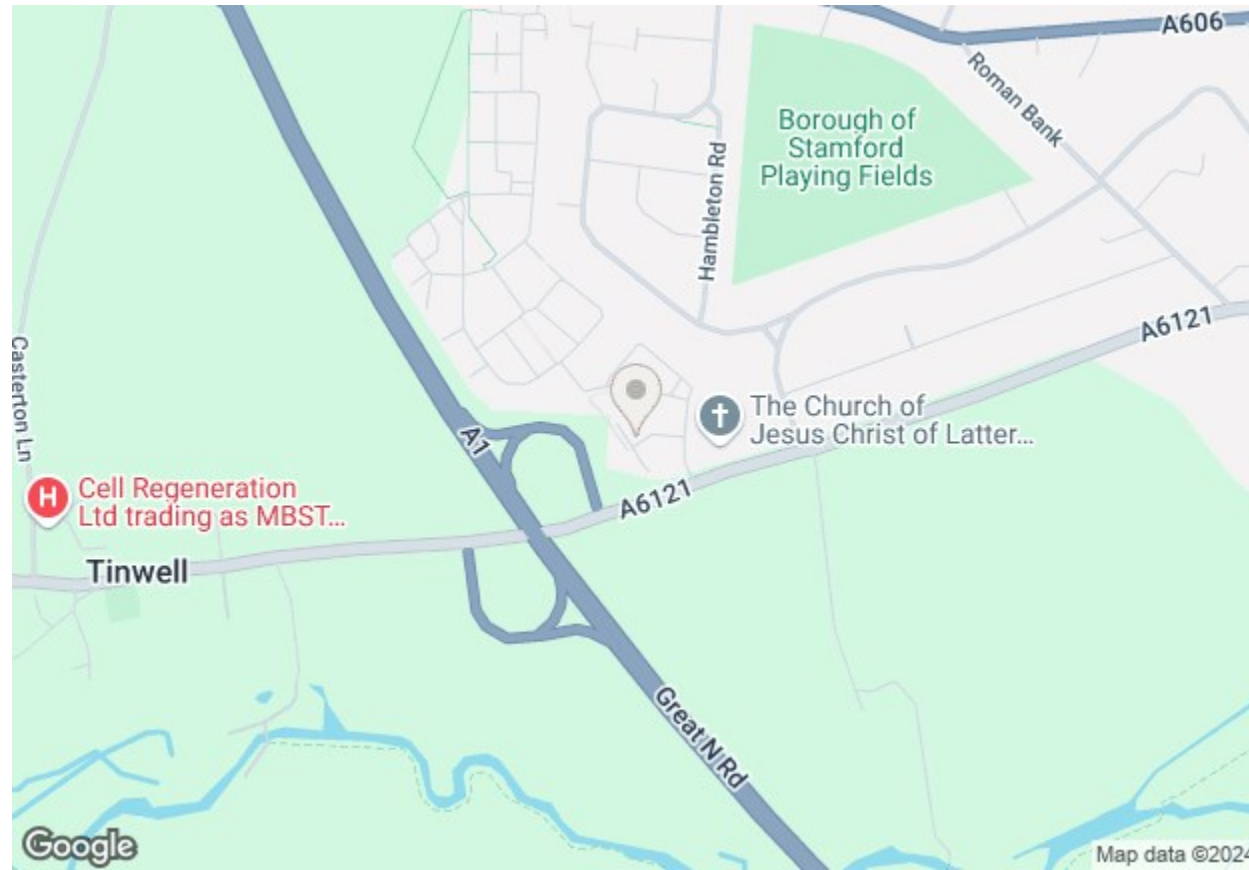 A606
Roman Bank
Borough of
Stamford
Playing Fields
Hambleton Rd
A6121
Casterton Ln
The Church of
Jesus Christ of Latter...
A1
H
Cell Regeneration
Ltd trading as MBST...
A6121
Tinwell
Great N Rd
Google
Map data ©2024